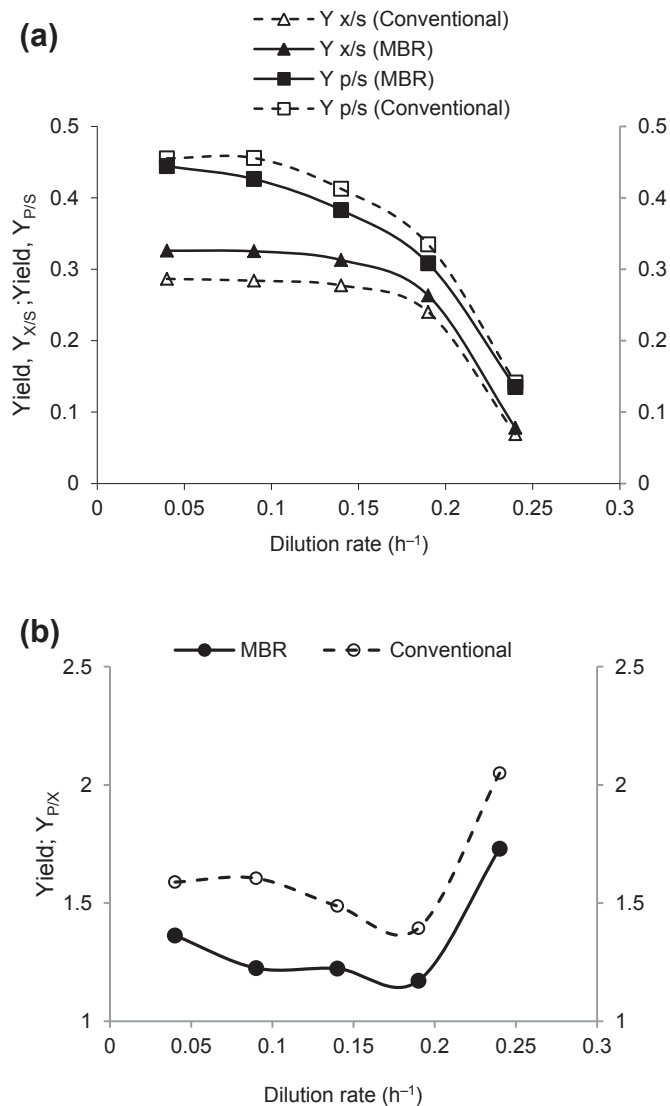 (a)
Y x/s (Conventional)
Y x/s (MBR)
Y p/s (MBR)
Y p/s (Conventional)
0.5
0.4
0.3
0.2
0.1
0
0.5
0.4
0.3
0.2
0.1
0
Yield, Y_X/S ;Yield, Y_P/S
0 0.05 0.1 0.15 0.2 0.25 0.3
Dilution rate (h⁻¹)
(b)
MBR Conventional
2.5
2
1.5
1
2.5
2
1.5
1
Yield; Y_P/X
0 0.05 0.1 0.15 0.2 0.25 0.3
Dilution rate (h⁻¹)